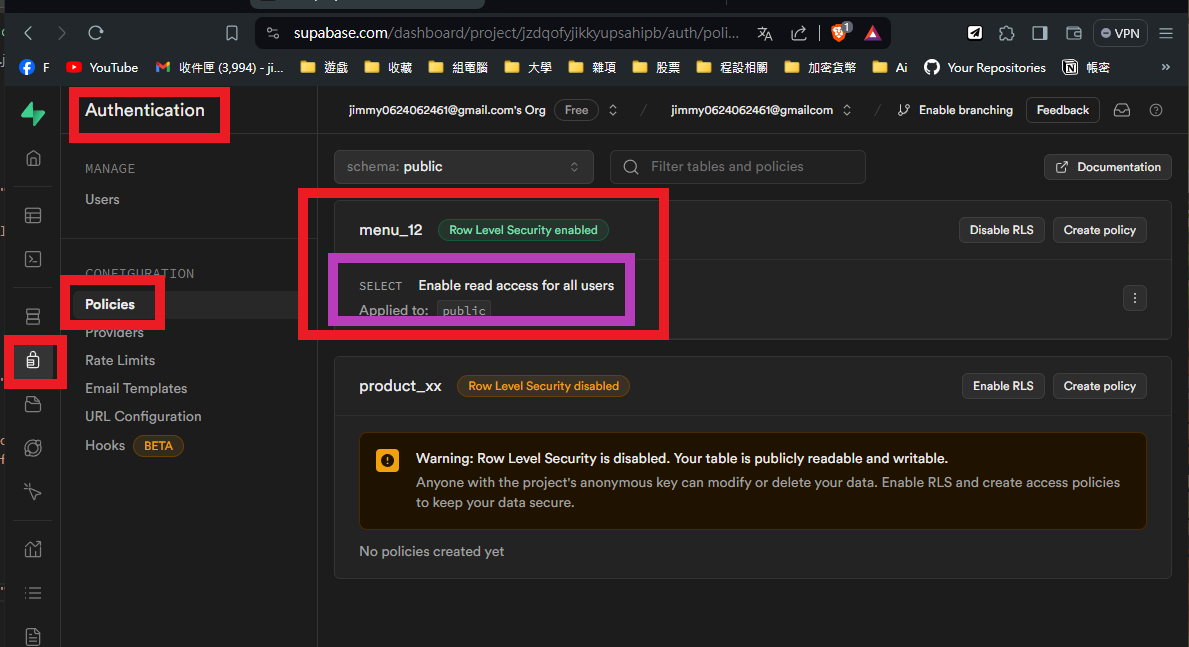 supabase.com/dashboard/project/jzdqofyjikkyupsahipb/auth/poli...
1
VPN
F
YouTube
收件匣 (3,994) - ji...
遊戲
收藏
組電腦
大學
雜項
股票
程設相關
加密貨幣
Ai
Your Repositories
帳密
»
Authentication
jimmy0624062461@gmail.com's Org
Free
/
jimmy0624062461@gmailcom
/
Enable branching
Feedback
MANAGE
Users
CONFIGURATION
Policies
Providers
Rate Limits
Email Templates
URL Configuration
Hooks BETA
schema: public
Filter tables and policies
Documentation
menu_12 Row Level Security enabled
Disable RLS
Create policy
SELECT Enable read access for all users
Applied to: public
product_xx Row Level Security disabled
Enable RLS
Create policy
Warning: Row Level Security is disabled. Your table is publicly readable and writable.
Anyone with the project's anonymous key can modify or delete your data. Enable RLS and create access policies
to keep your data secure.
No policies created yet